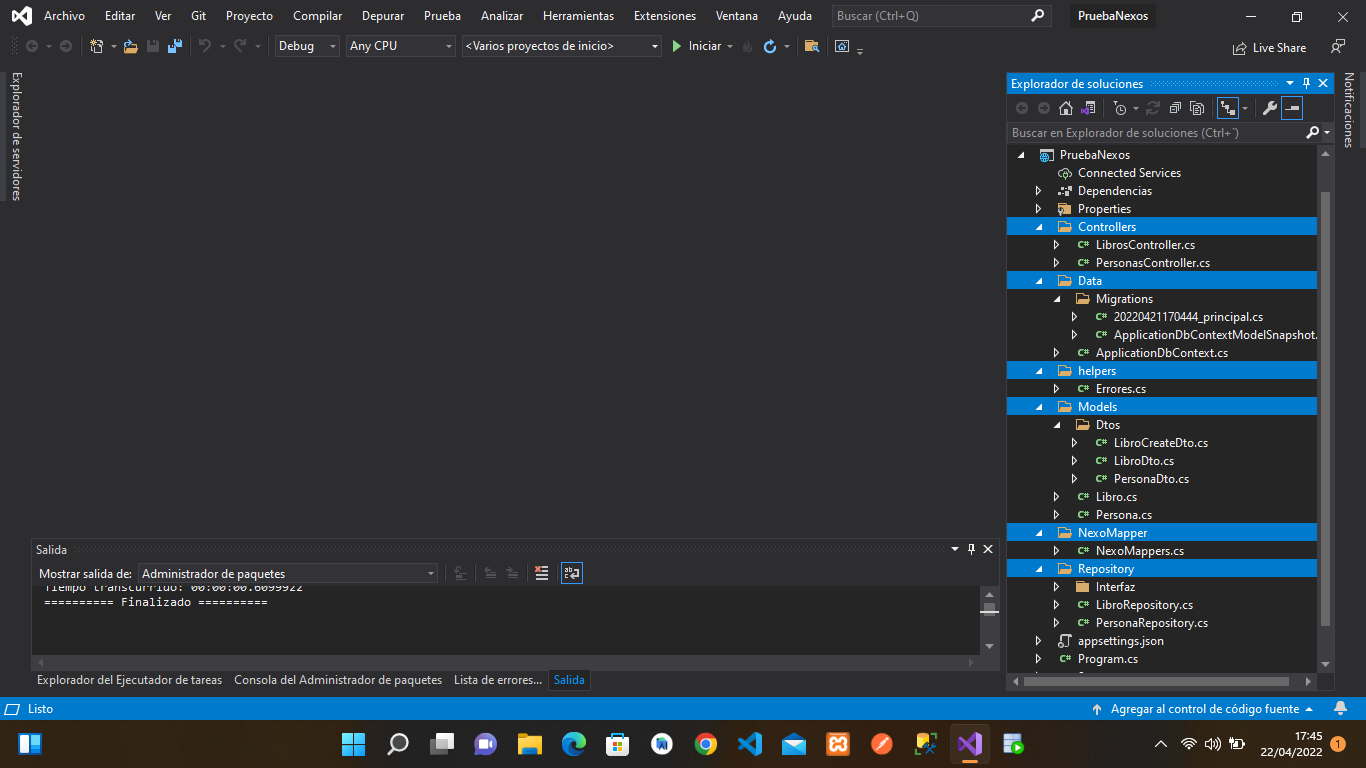 Archivo Editar Ver Git Proyecto Compilar Depurar Prueba Analizar Herramientas Extensiones Ventana Ayuda Buscar (Ctrl+Q) PruebaNexos
Debug Any CPU <Varios proyectos de inicio> Iniciar Live Share
Explorador de servidores
Salida
Mostrar salida de: Administrador de paquetes
Tiempo transcurrido: 00:00:00.6099922
========== Finalizado ==========
Explorador del Ejecutador de tareas Consola del Administrador de paquetes Lista de errores... Salida
Explorador de soluciones
Buscar en Explorador de soluciones (Ctrl+`)
PruebaNexos
Connected Services
Dependencias
Properties
Controllers
LibrosController.cs
PersonasController.cs
Data
Migrations
20220421170444_principal.cs
ApplicationDbContextModelSnapshot.
ApplicationDbContext.cs
helpers
Errores.cs
Models
Dtos
LibroCreateDto.cs
LibroDto.cs
PersonaDto.cs
Libro.cs
Persona.cs
NexoMapper
NexoMappers.cs
Repository
Interfaz
LibroRepository.cs
PersonaRepository.cs
appsettings.json
Program.cs
Notificaciones
Listo Agregar al control de código fuente
17:45
22/04/2022 1